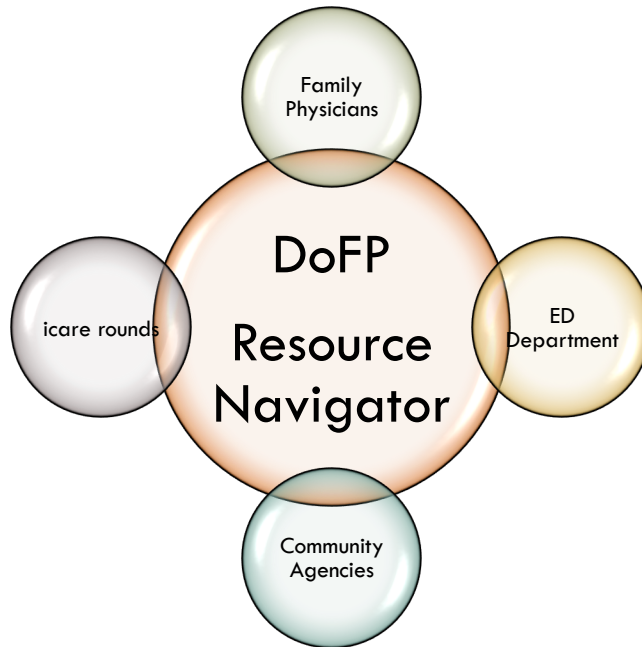 Family
Physicians
DoFP
Resource
Navigator
icare rounds
ED
Department
Community
Agencies